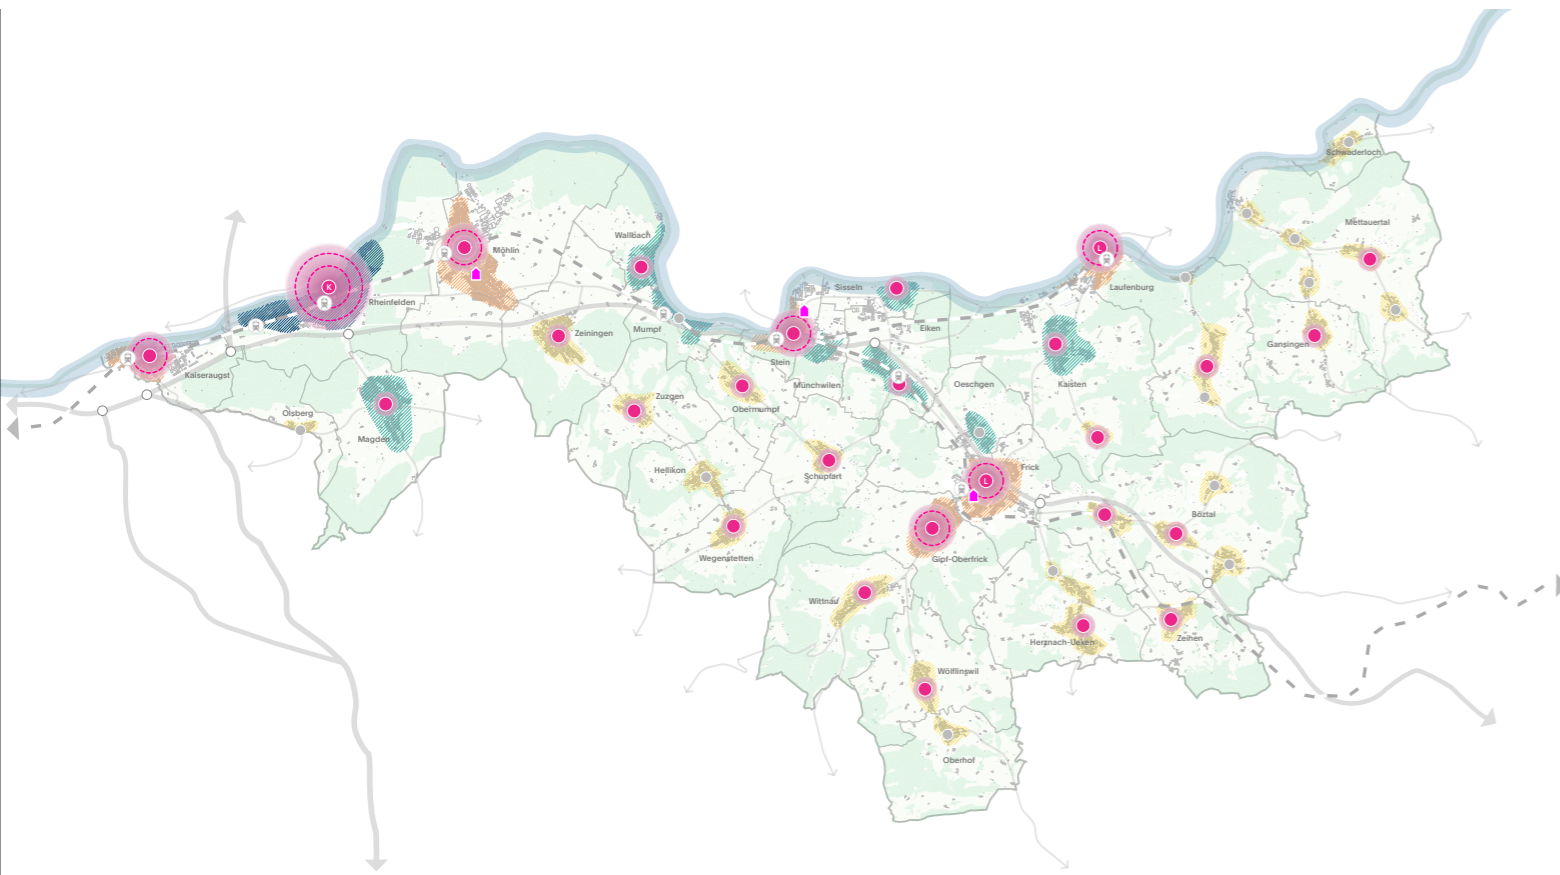 Schwaderloch
Mettauertal
Wallbach
Möhlin
L
Laufenburg
K
Sisseln
Rheinfelden
Eiken
Zeiningen
Mumpf
Gansingen
Stein
Kaiseraugst
Münchwilen
Oeschgen
Kaisten
Zuzgen
Obermumpf
Olsberg
Magden
Hellikon
Schupfart
Frick
L
Böztal
Wegenstetten
Gipf-Oberfrick
Wittnau
Herznach-Ueken
Zeihen
Wölflinswil
Oberhof